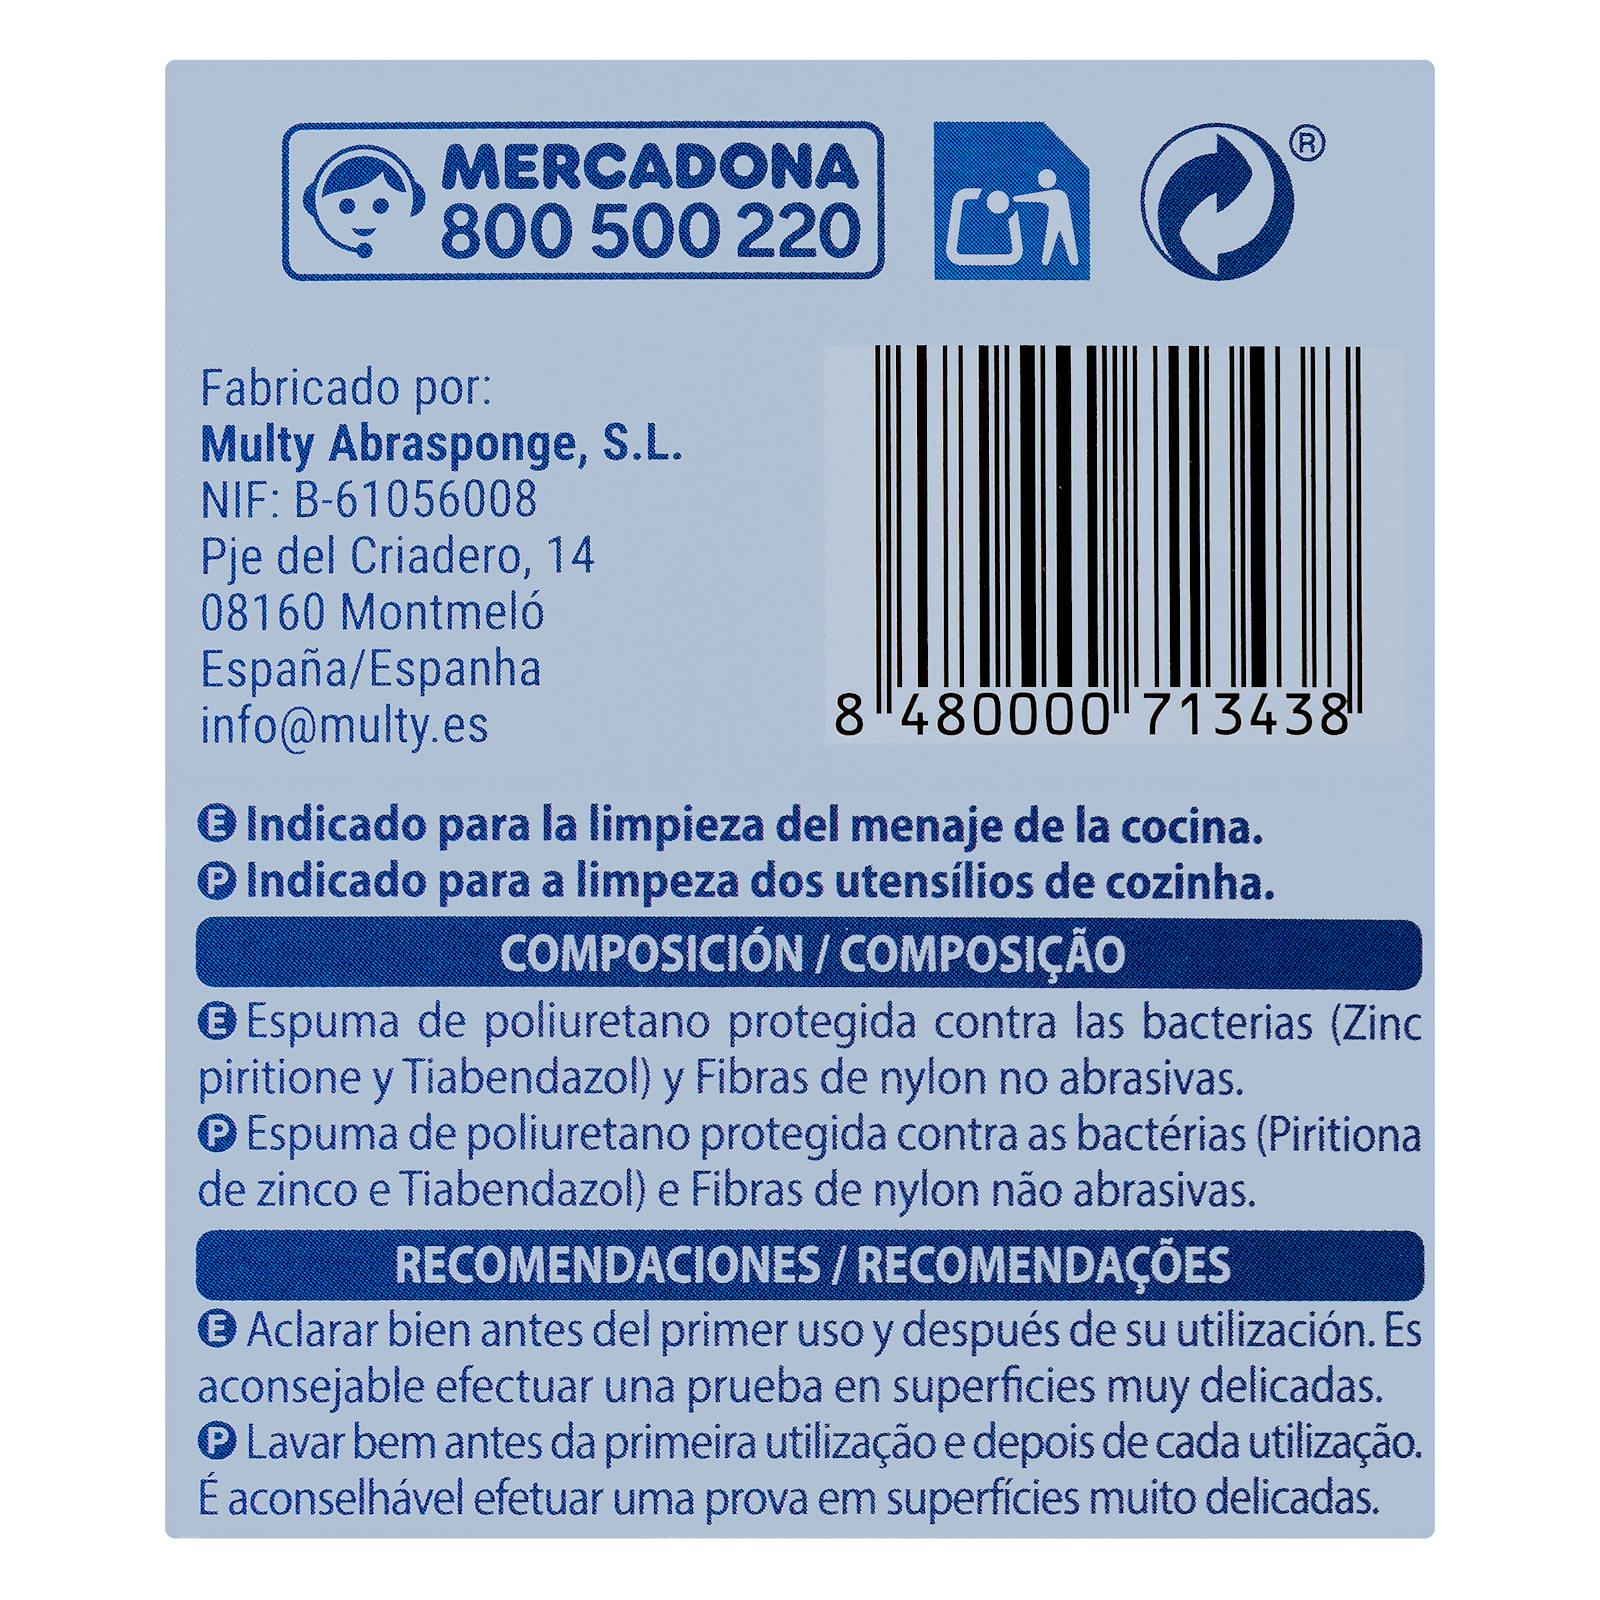 MERCADONA
800 500 220
®
Fabricado por:
Multy Abrasponge, S.L.
NIF: B-61056008
Pje del Criadero, 14
08160 Montmeló
España/Espanha
info@multy.es
8 480000 713438
E Indicado para la limpieza del menaje de la cocina.
P Indicado para a limpeza dos utensílios de cozinha.
COMPOSICIÓN / COMPOSIÇÃO
E Espuma de poliuretano protegida contra las bacterias (Zinc
piritione y Tiabendazol) y Fibras de nylon no abrasivas.
P Espuma de poliuretano protegida contra as bactérias (Piritiona
de zinco e Tiabendazol) e Fibras de nylon não abrasivas.
RECOMENDACIONES / RECOMENDAÇÕES
E Aclarar bien antes del primer uso y después de su utilización. Es
aconsejable efectuar una prueba en superficies muy delicadas.
P Lavar bem antes da primeira utilização e depois de cada utilização.
É aconselhável efetuar uma prova em superfícies muito delicadas.